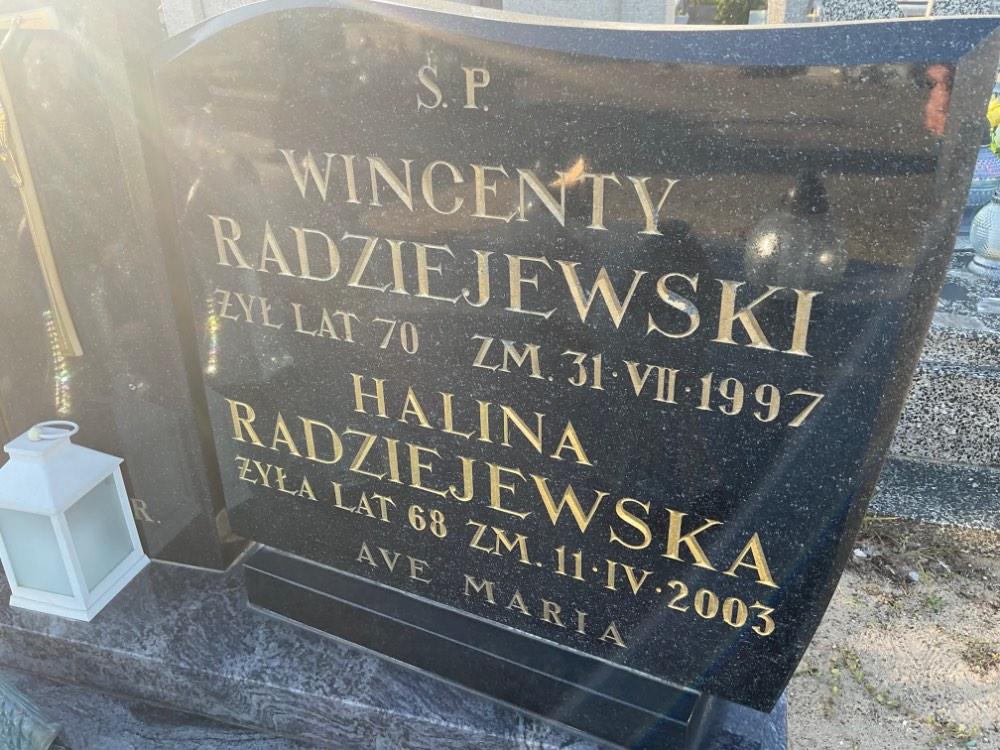 Ś.P.
WINCENTY
RADZIEJEWSKI
ŻYŁ LAT 70 ZM. 31·VII·1997
HALINA
RADZIEJEWSKA
ŻYŁA LAT 68 ZM. 11·IV·2003
AVE MARIA
R.